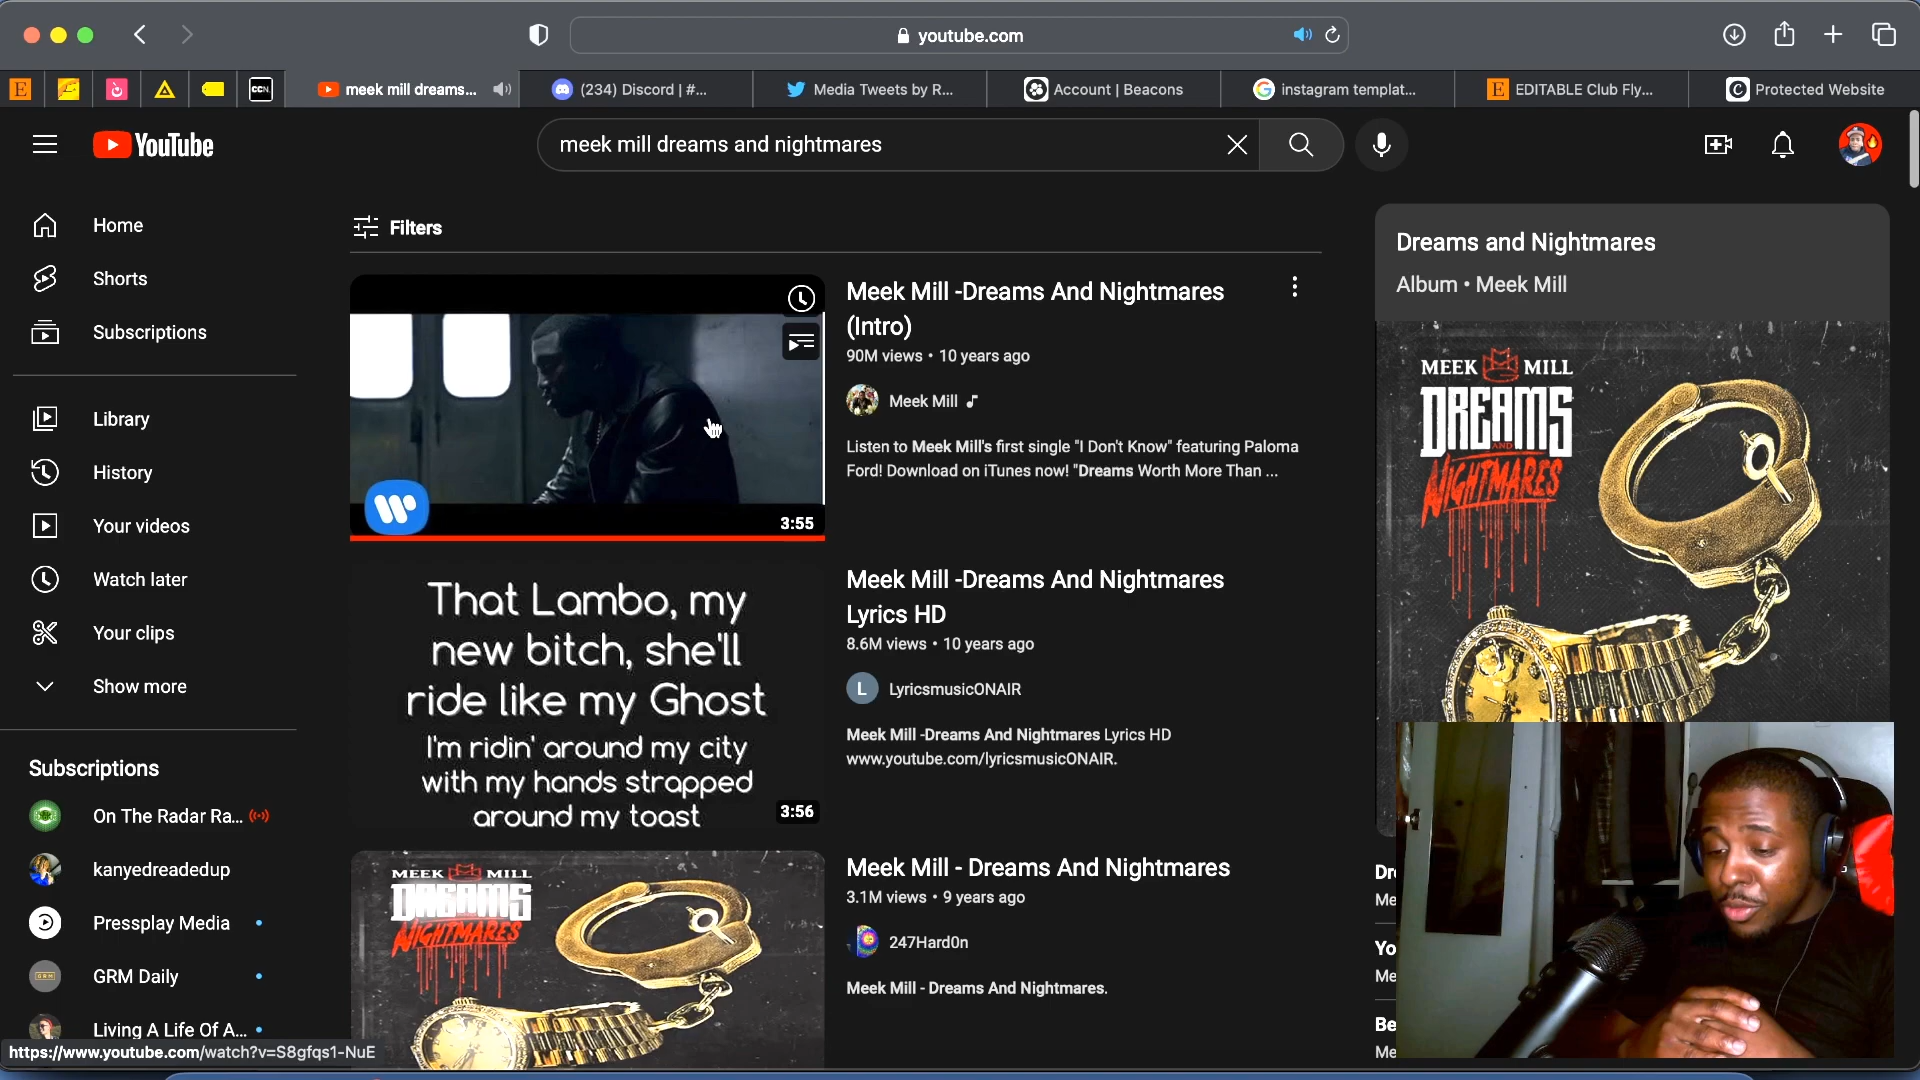 youtube.com
E
CCN.
meek mill dreams...
(234) Discord | #...
Media Tweets by R...
Account | Beacons
instagram templat...
E
EDITABLE Club Fly...
C
Protected Website
YouTube
meek mill dreams and nightmares
Home
Shorts
Subscriptions
Library
History
Your videos
Watch later
Your clips
Show more
Subscriptions
On The Radar Ra...
kanyedreadedup
Pressplay Media
GRM
GRM Daily
Living A Life Of A...
https://www.youtube.com/watch?v=S8gfqs1-NuE
Filters
3:55
Meek Mill -Dreams And Nightmares
(Intro)
90M views • 10 years ago
Meek Mill
Listen to Meek Mill's first single "I Don't Know" featuring Paloma
Ford! Download on iTunes now! "Dreams Worth More Than ...
That Lambo, my
new bitch, she'll
ride like my Ghost
I'm ridin' around my city
with my hands strapped
around my toast
3:56
Meek Mill -Dreams And Nightmares
Lyrics HD
8.6M views • 10 years ago
L
LyricsmusicONAIR
Meek Mill -Dreams And Nightmares Lyrics HD
www.youtube.com/lyricsmusicONAIR.
MEEK MILL
DREAMS
NIGHTMARES
Meek Mill - Dreams And Nightmares
3.1M views • 9 years ago
247Hard0n
Meek Mill - Dreams And Nightmares.
Dreams and Nightmares
Album • Meek Mill
MEEK MILL
DREAMS
AND
NIGHTMARES
Dre
Me
Yo
Me
Be
Me